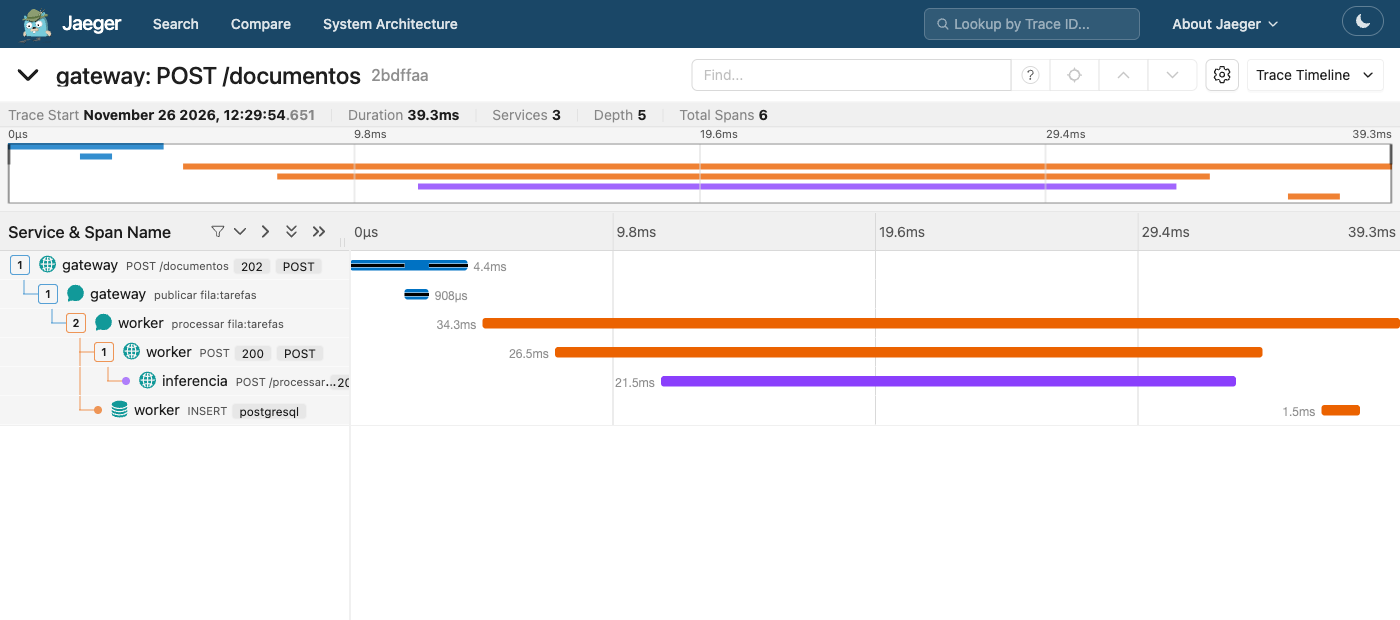 Jaeger Search Compare System Architecture Lookup by Trace ID... About Jaeger
gateway: POST /documentos 2bdffaa Find... ? Trace Timeline
Trace Start November 26 2026, 12:29:54.651 Duration 39.3ms Services 3 Depth 5 Total Spans 6
0μs 9.8ms 19.6ms 29.4ms 39.3ms
Service & Span Name 0μs 9.8ms 19.6ms 29.4ms 39.3ms
1 gateway POST /documentos 202 POST 4.4ms
1 gateway publicar fila:tarefas 908μs
2 worker processar fila:tarefas 34.3ms
1 worker POST 200 POST 26.5ms
inferencia POST /processar... 20 21.5ms
worker INSERT postgresql 1.5ms